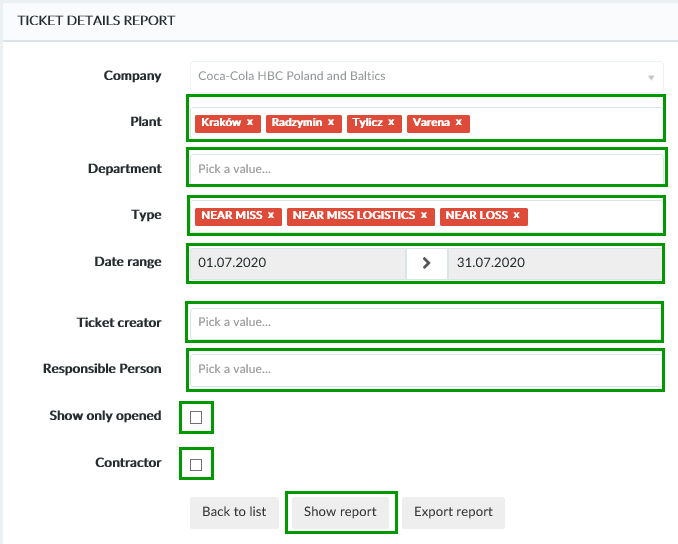 TICKET DETAILS REPORT
Company Coca-Cola HBC Poland and Baltics
Plant Kraków x Radzymin x Tylicz x Varena x
Department Pick a value...
Type NEAR MISS x NEAR MISS LOGISTICS x NEAR LOSS x
Date range 01.07.2020 31.07.2020
Ticket creator Pick a value...
Responsible Person Pick a value...
Show only opened
Contractor
Back to list Show report Export report